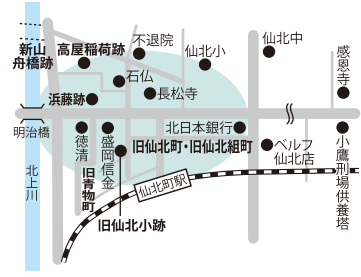 新山
舟橋跡
高屋稲荷跡
不退院
仙北小
仙北中
感恩寺
石仏
浜藤跡
長松寺
明治橋
徳清
盛岡信金
北日本銀行
旧仙北町・旧仙北組町
ベルフ
仙北店
小鷹刑場供養塔
北上川
旧青物町
仙北町駅
旧仙北小跡